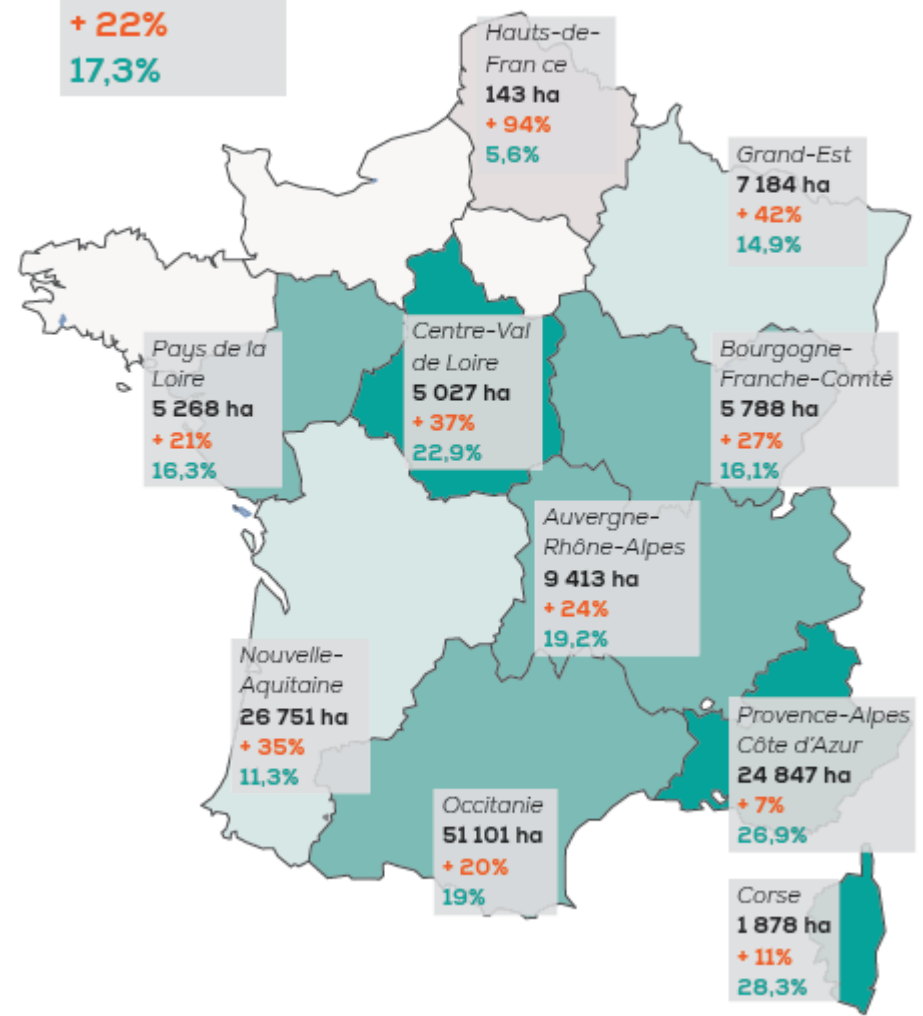 + 22%
17,3%
Hauts-de-
Fran ce
143 ha
+ 94%
5,6%
Grand-Est
7 184 ha
+ 42%
14,9%
Centre-Val
de Loire
5 027 ha
+ 37%
22,9%
Pays de la
Loire
5 268 ha
+ 21%
16,3%
Bourgogne-
Franche-Comté
5 788 ha
+ 27%
16,1%
Auvergne-
Rhône-Alpes
9 413 ha
+ 24%
19,2%
Nouvelle-
Aquitaine
26 751 ha
+ 35%
11,3%
Provence-Alpes
Côte d'Azur
24 847 ha
+ 7%
26,9%
Occitanie
51 101 ha
+ 20%
19%
Corse
1 878 ha
+ 11%
28,3%